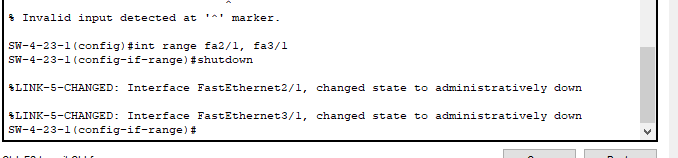 ^
% Invalid input detected at '^' marker.
SW-4-23-1(config)#int range fa2/1, fa3/1
SW-4-23-1(config-if-range)#shutdown
%LINK-5-CHANGED: Interface FastEthernet2/1, changed state to administratively down
%LINK-5-CHANGED: Interface FastEthernet3/1, changed state to administratively down
SW-4-23-1(config-if-range)#